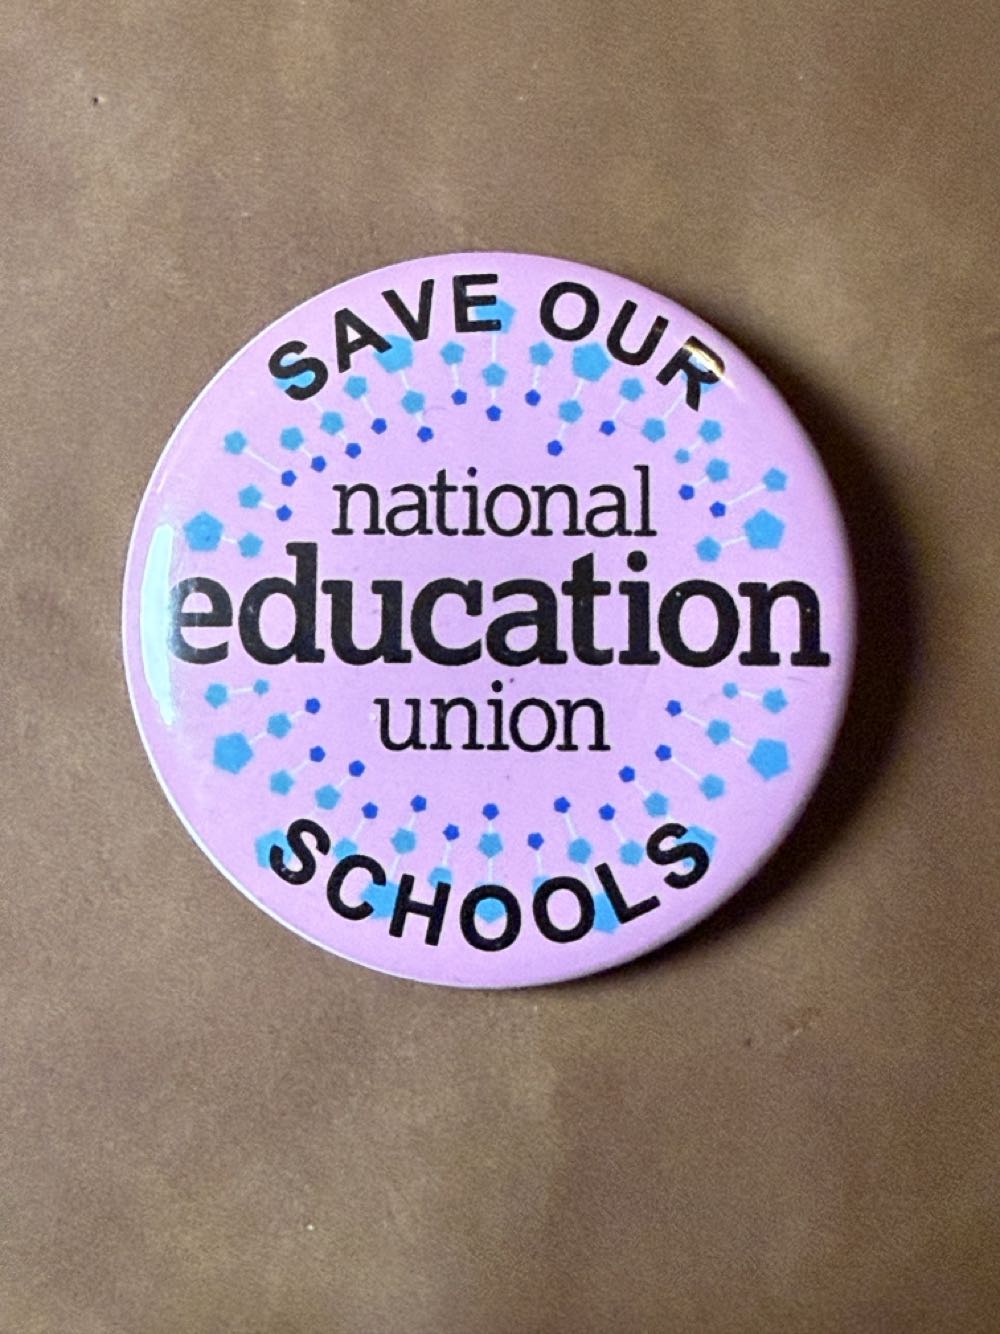 SAVE OUR
national
education
union
SCHOOLS